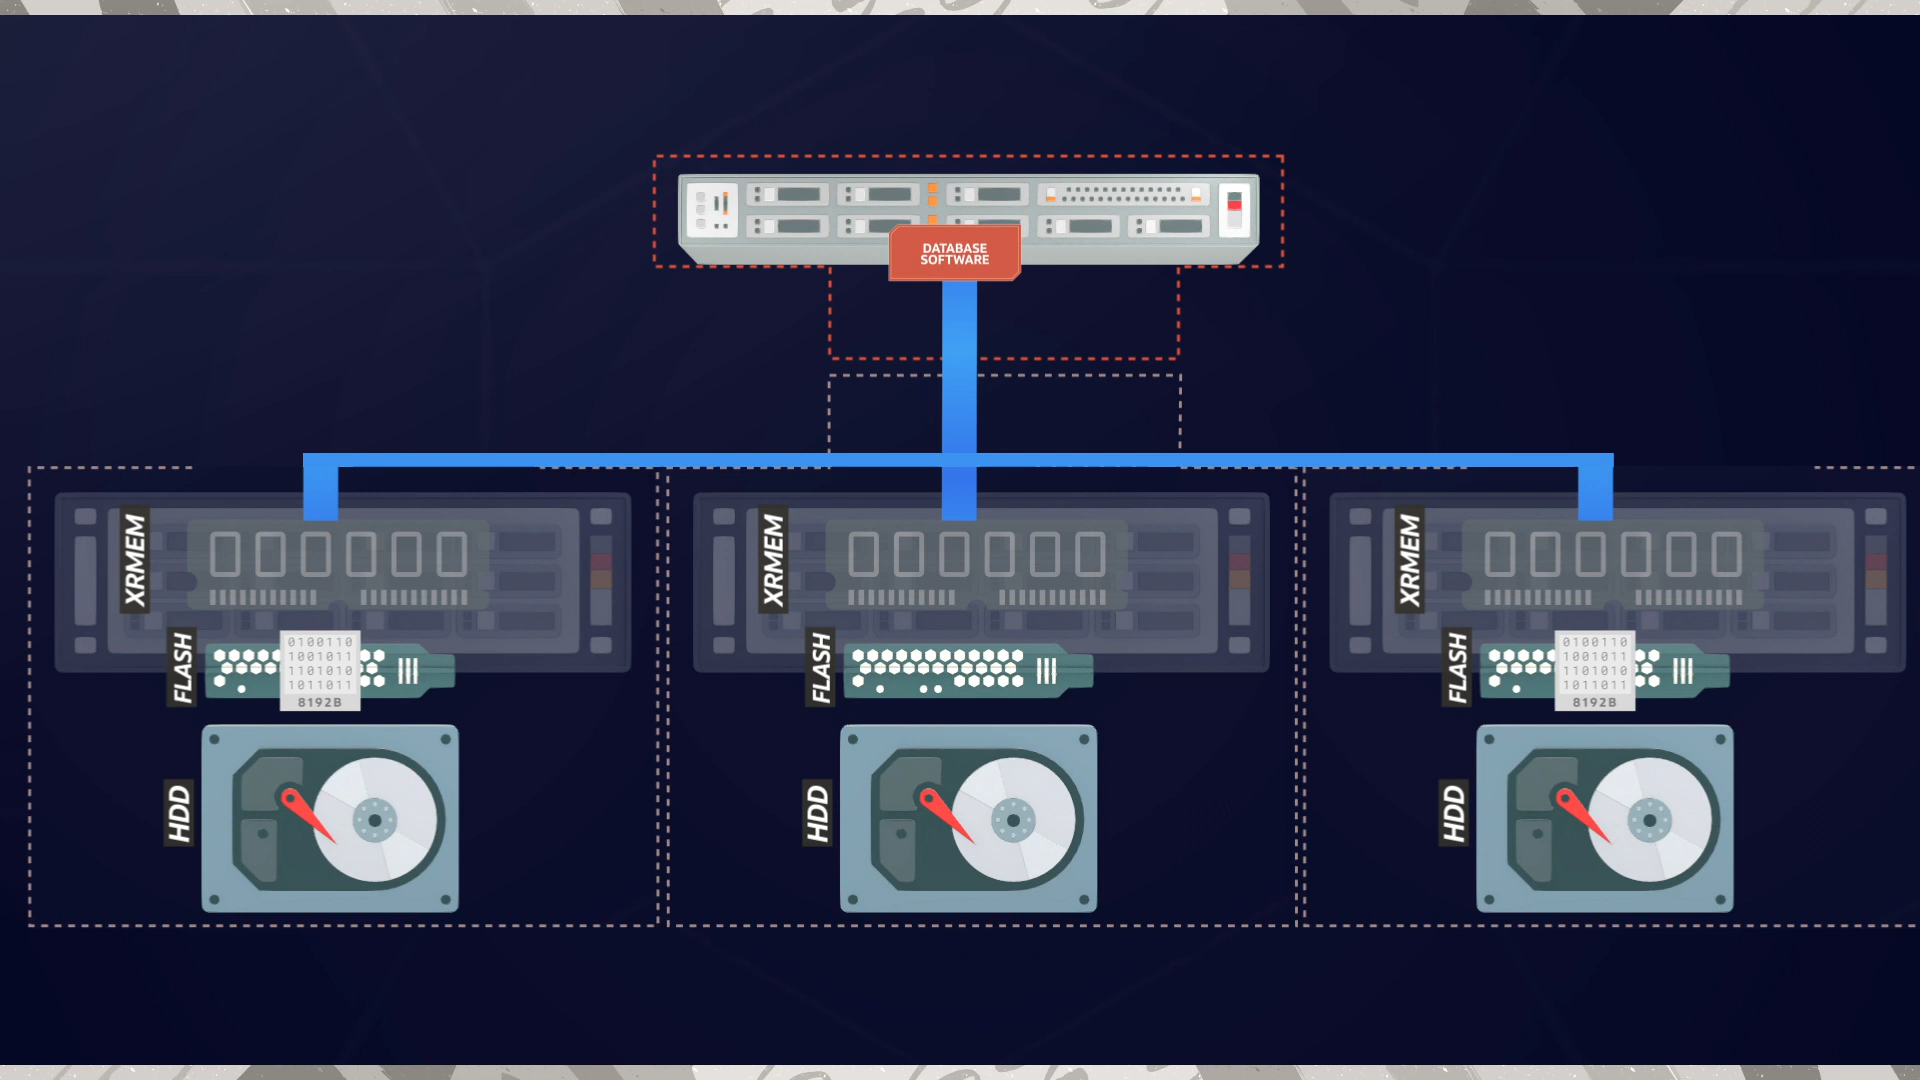 DATABASE
SOFTWARE
XRMEM
XRMEM
XRMEM
FLASH
0100110
1001011
1101010
1011011
8192B
FLASH
FLASH
0100110
1001011
1101010
1011011
8192B
HDD
HDD
HDD